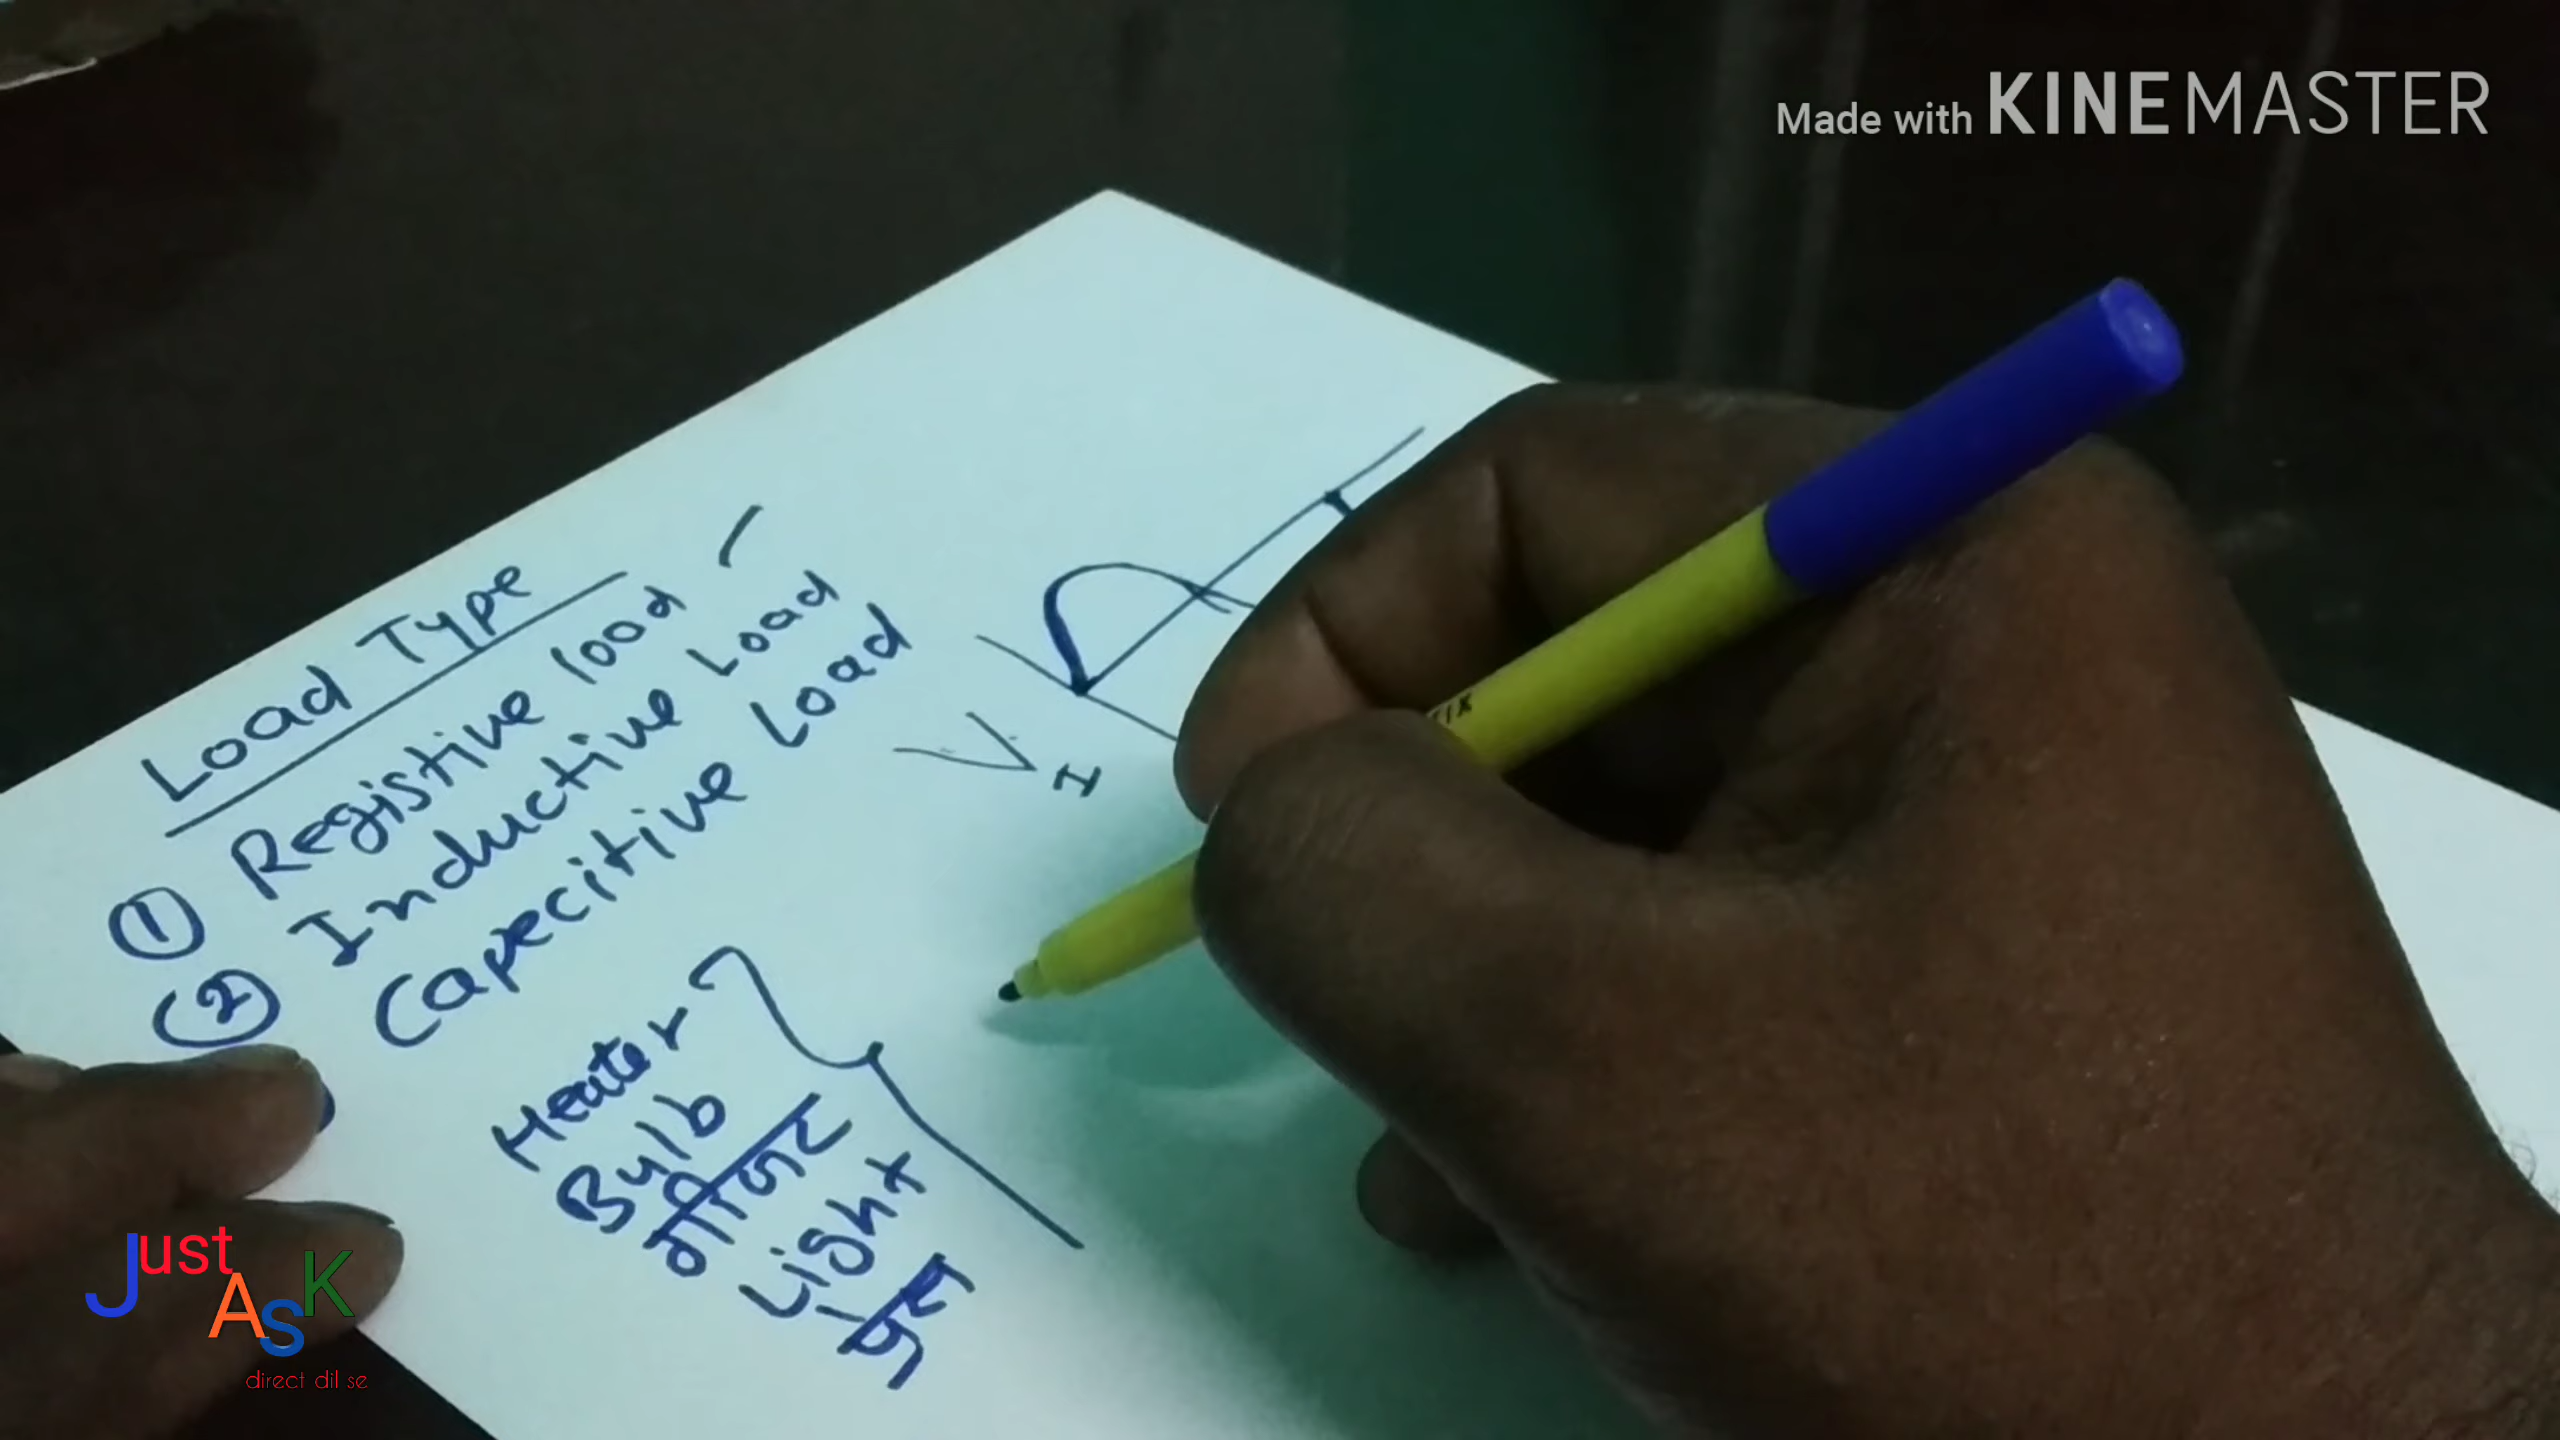 Made with KINEMASTER
Load Type
① Registive load
② Inductive Load
Capecitive Load
V I
Heater
Bulb
गीजर
Light
प्रेस
Just
ASK
direct dil se